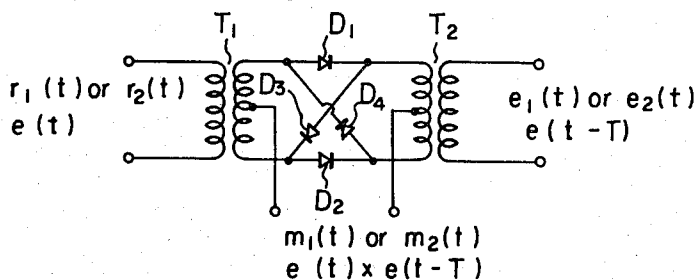 T₁
D₁
T₂
r₁(t) or r₂(t)
e(t)
D₃
D₄
e₁(t) or e₂(t)
e(t-T)
D₂
m₁(t) or m₂(t)
e(t)x e(t-T)